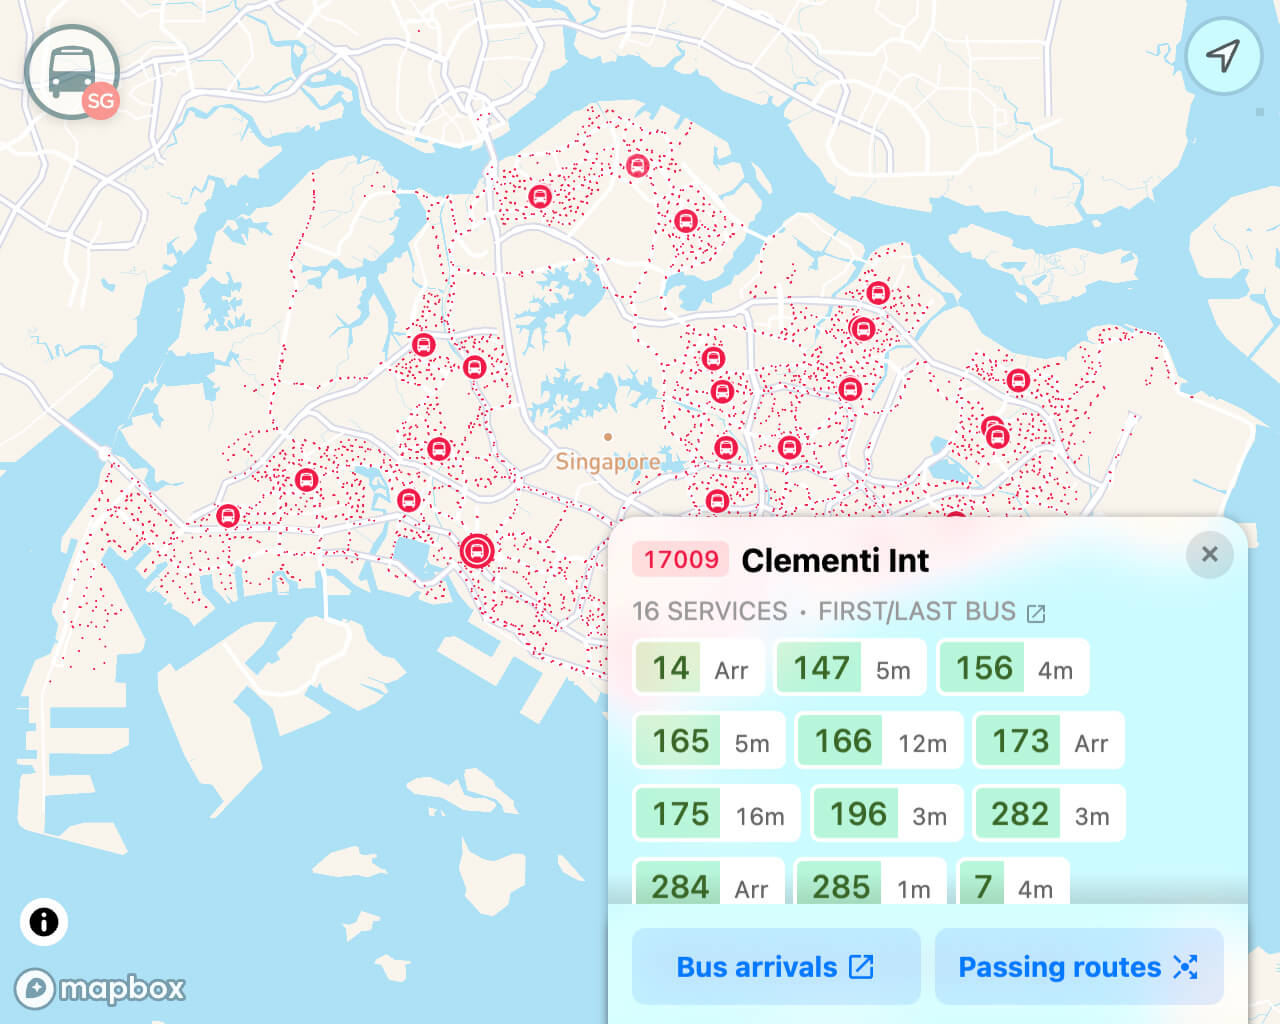 SG
Singapore
17009 Clementi Int
16 SERVICES • FIRST/LAST BUS
14 Arr 147 5m 156 4m
165 5m 166 12m 173 Arr
175 16m 196 3m 282 3m
284 Arr 285 1m 7 4m
Bus arrivals Passing routes
mapbox